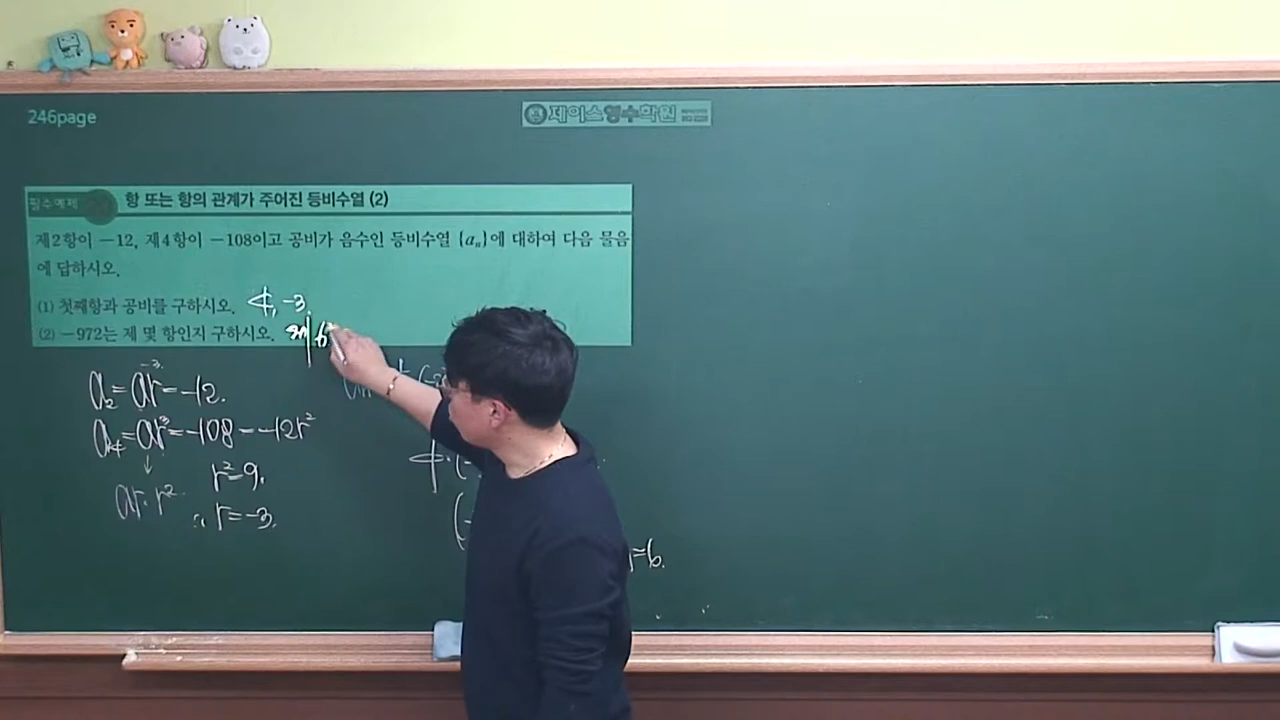 246page
제이스영수학원
필수예제
항 또는 항의 관계가 주어진 등비수열 (2)
제2항이 −12, 제4항이 −108이고 공비가 음수인 등비수열 {aₙ}에 대하여 다음 물음
에 답하시오.
(1) 첫째항과 공비를 구하시오. 4, -3.
(2) −972는 제 몇 항인지 구하시오. 제6
-3
a₂=ar=-12.
a₄=ar³=-108=-12r²
r²=9.
ar·r²
∴ r=-3.
4·(-
(-
=6.